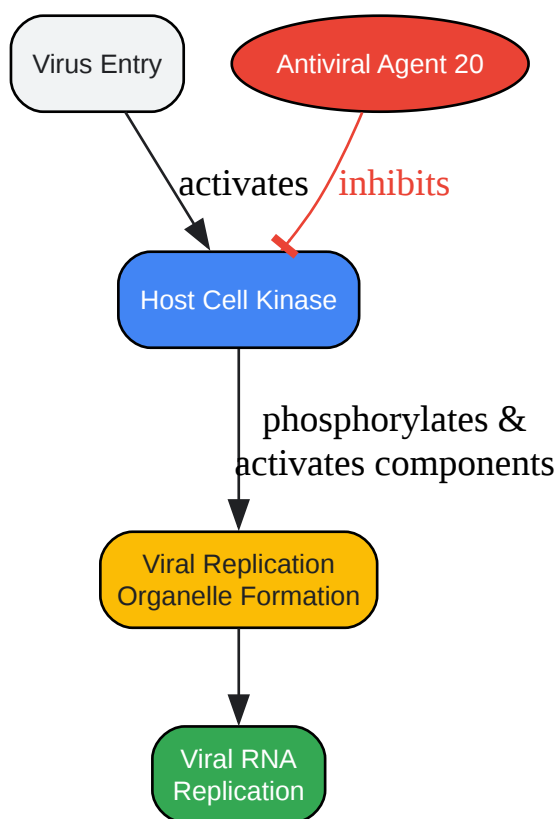 Virus Entry
Antiviral Agent 20
activates
inhibits
Host Cell Kinase
phosphorylates &
activates components
Viral Replication
Organelle Formation
Viral RNA
Replication